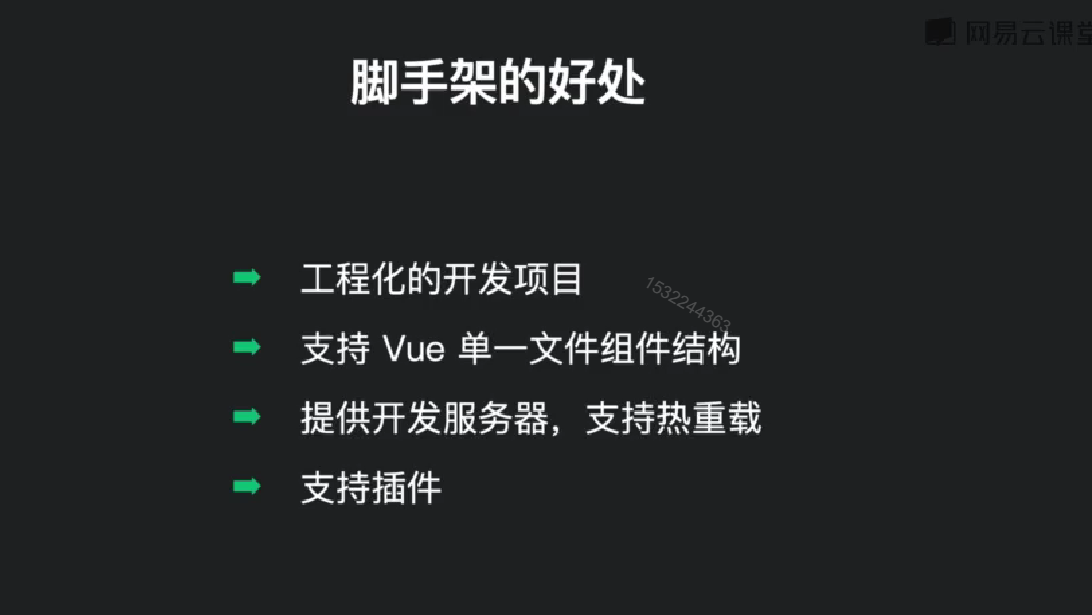 网易云课堂
脚手架的好处
工程化的开发项目
1532244363
支持 Vue 单一文件组件结构
提供开发服务器，支持热重载
支持插件